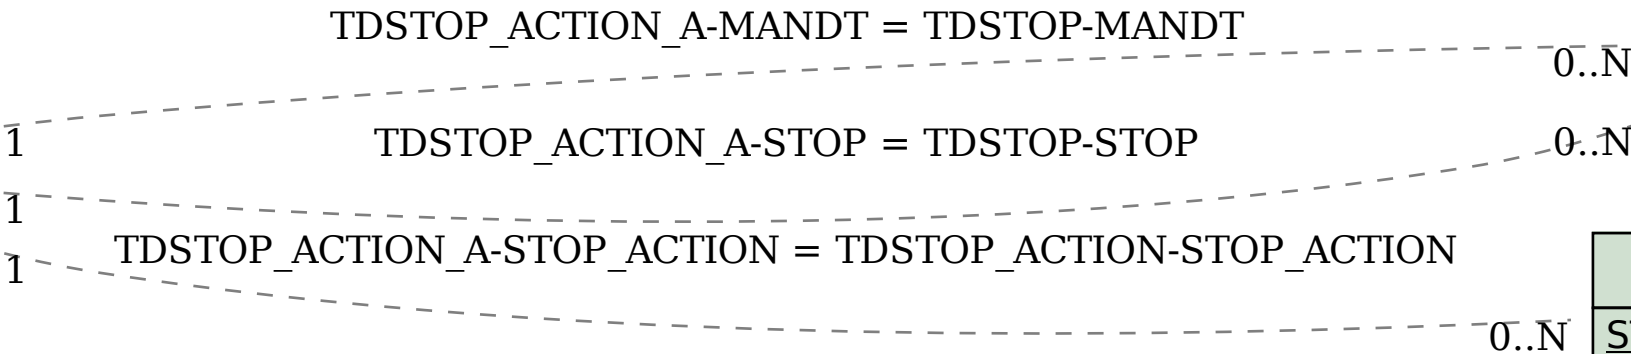 TDSTOP_ACTION_A-MANDT = TDSTOP-MANDT
0..N
1
TDSTOP_ACTION_A-STOP = TDSTOP-STOP
0..N
1
TDSTOP_ACTION_A-STOP_ACTION = TDSTOP_ACTION-STOP_ACTION
1
0..N